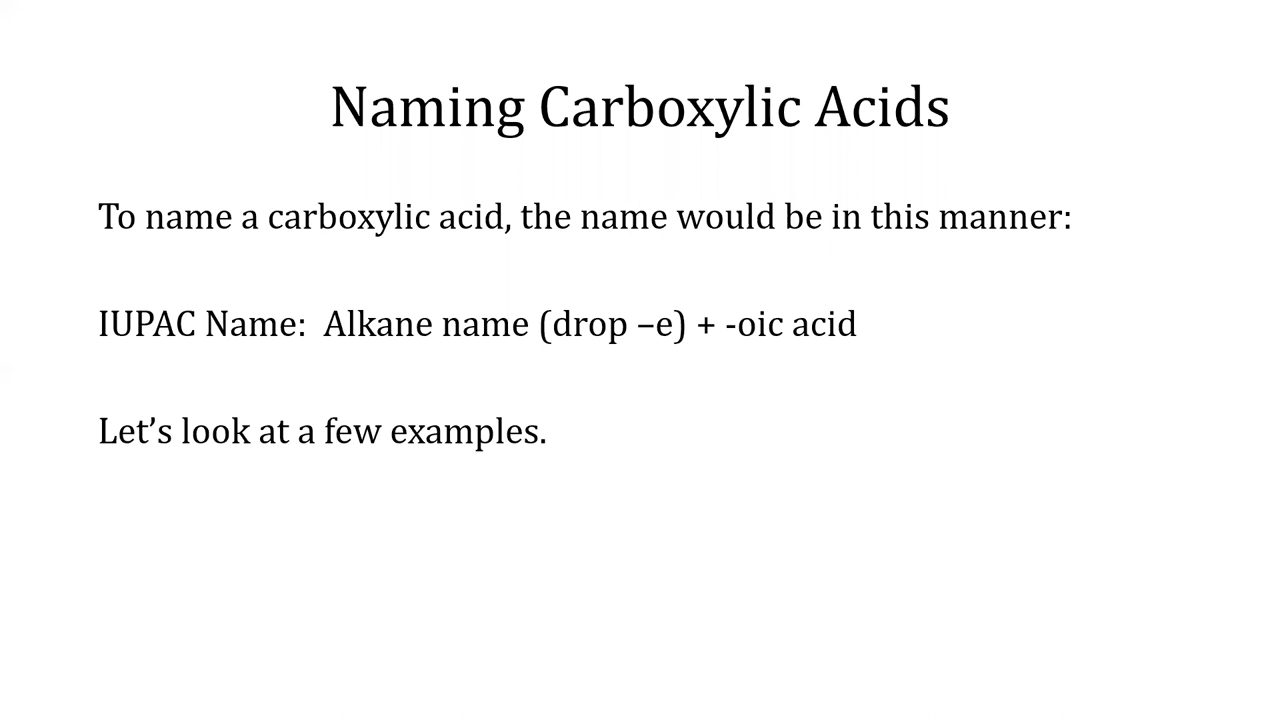 Naming Carboxylic Acids
To name a carboxylic acid, the name would be in this manner:
IUPAC Name:  Alkane name (drop –e) + -oic acid
Let’s look at a few examples.